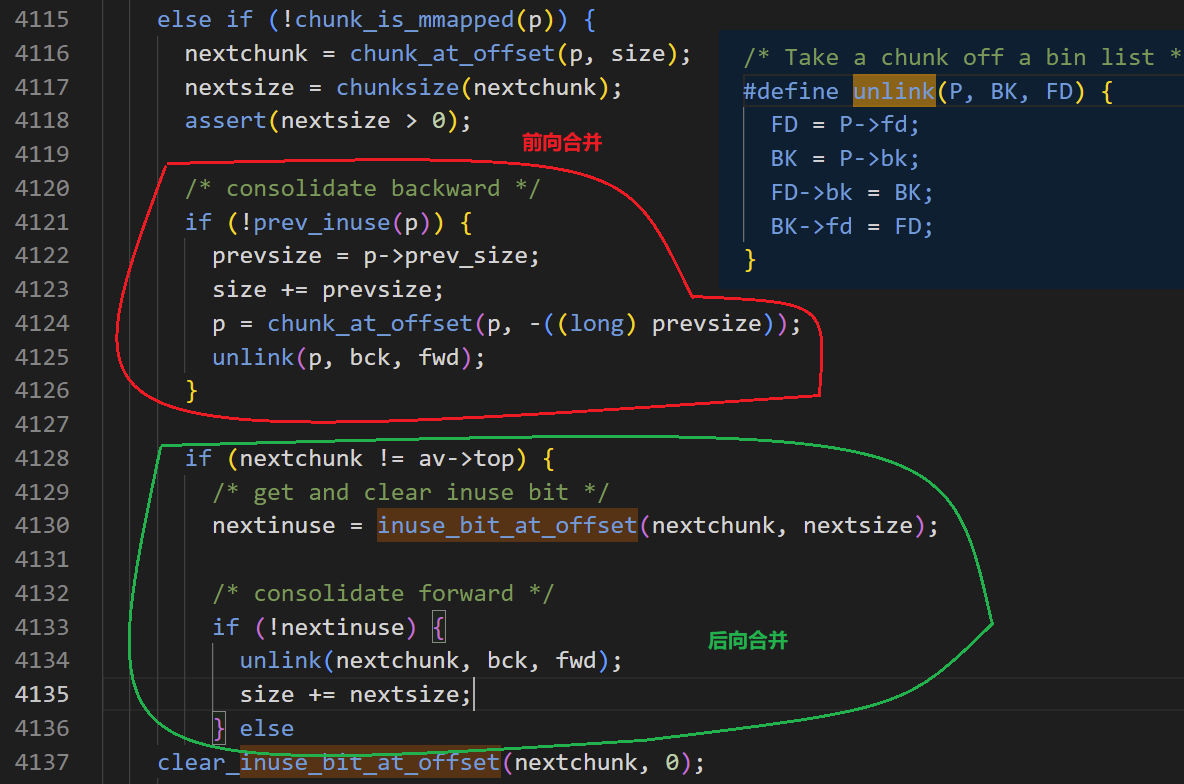 4115 else if (!chunk_is_mmapped(p)) {
4116 nextchunk = chunk_at_offset(p, size);
4117 nextsize = chunksize(nextchunk);
4118 assert(nextsize > 0);
4119
4120 /* consolidate backward */
4121 if (!prev_inuse(p)) {
4122 prevsize = p->prev_size;
4123 size += prevsize;
4124 p = chunk_at_offset(p, -((long) prevsize));
4125 unlink(p, bck, fwd);
4126 }
4127
4128 if (nextchunk != av->top) {
4129 /* get and clear inuse bit */
4130 nextinuse = inuse_bit_at_offset(nextchunk, nextsize);
4131
4132 /* consolidate forward */
4133 if (!nextinuse) {
4134 unlink(nextchunk, bck, fwd);
4135 size += nextsize;
4136 } else
4137 clear_inuse_bit_at_offset(nextchunk, 0);
前向合并
后向合并
/* Take a chunk off a bin list *
#define unlink(P, BK, FD) {
FD = P->fd;
BK = P->bk;
FD->bk = BK;
BK->fd = FD;
}